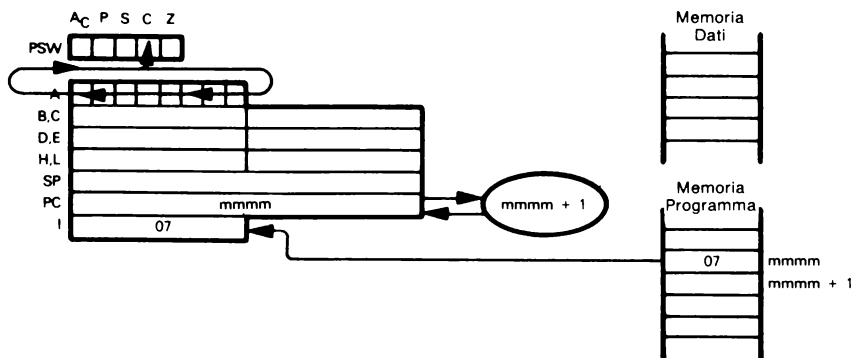 Ac P S C Z
PSW
A
B,C
D,E
H,L
SP
PC mmmm
I 07
mmmm + 1
Memoria
Dati
Memoria
Programma
07 mmmm
mmmm + 1